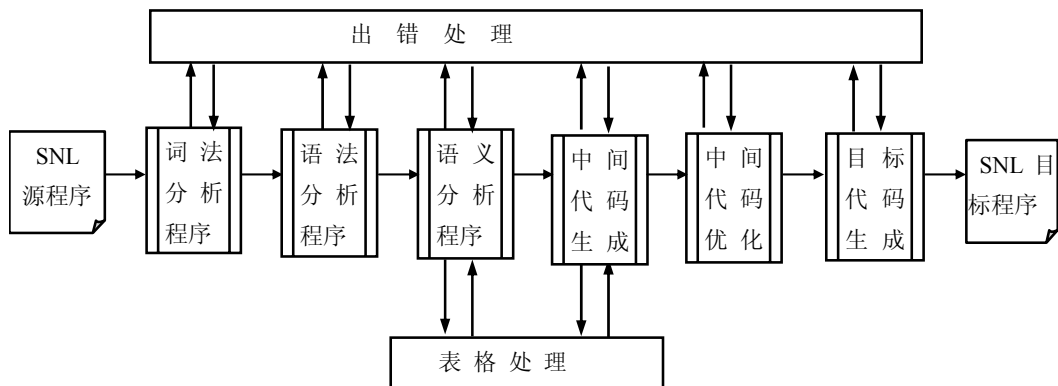 出错处理
SNL
源程序
词法
分析
程序
语法
分析
程序
语义
分析
程序
中间
代码
生成
中间
代码
优化
目标
代码
生成
SNL 目
标程序
表格处理